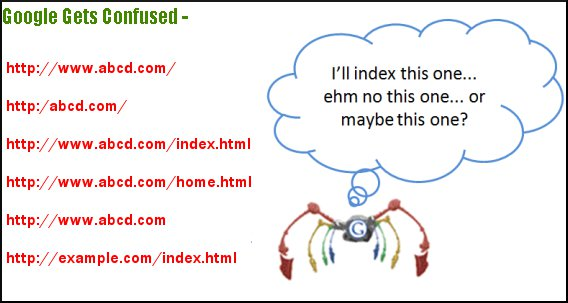 Google Gets Confused -
http://www.abcd.com/
http:/abcd.com/
http://www.abcd.com/index.html
http://www.abcd.com/home.html
http://www.abcd.com
http://example.com/index.html
I'll index this one...
ehm no this one... or
maybe this one?
G